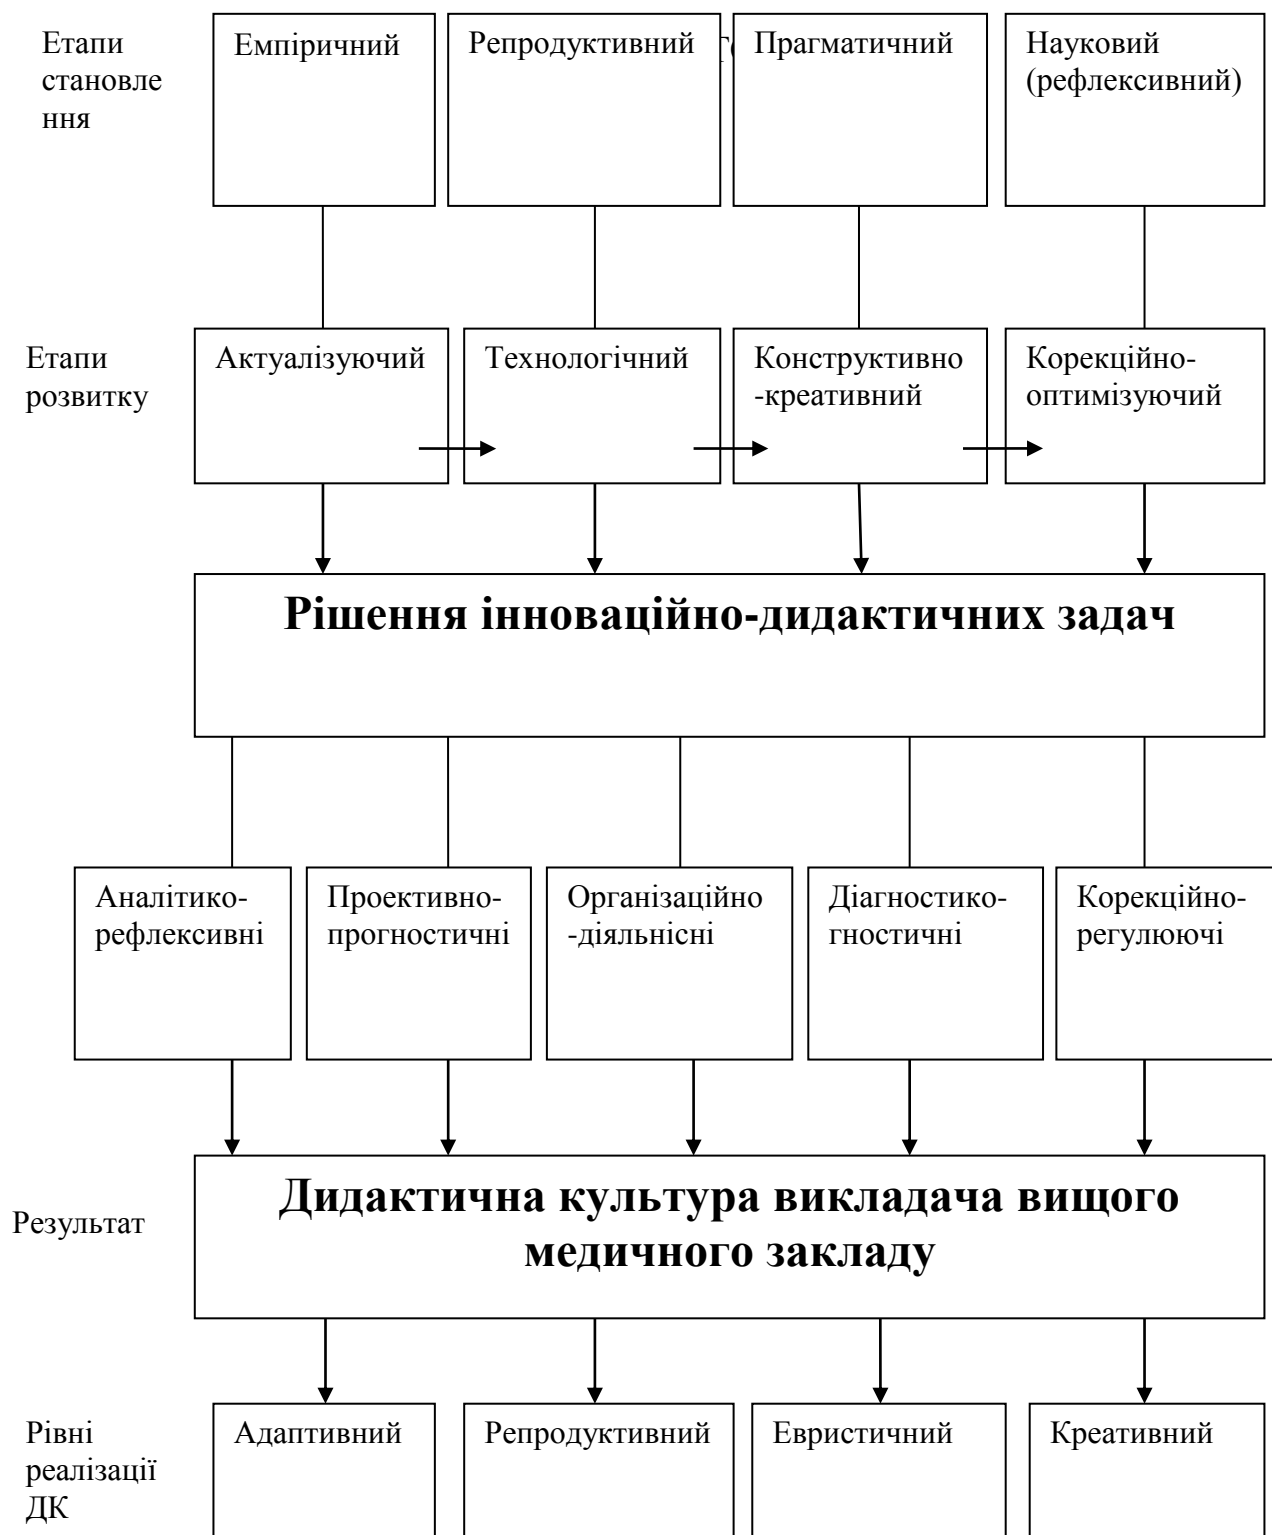 Етапи
становле
ння
Емпіричний
Репродуктивний
Прагматичний
Науковий
(рефлексивний)
Етапи
розвитку
Актуалізуючий
Технологічний
Конструктивно
-креативний
Корекційно-
оптимізуючий
Рішення інноваційно-дидактичних задач
Аналітико-
рефлексивні
Проективно-
прогностичні
Організаційно
-діяльнісні
Діагностико-
гностичні
Корекційно-
регулюючі
Результат
Дидактична культура викладача вищого
медичного закладу
Рівні
реалізації
ДК
Адаптивний
Репродуктивний
Евристичний
Креативний